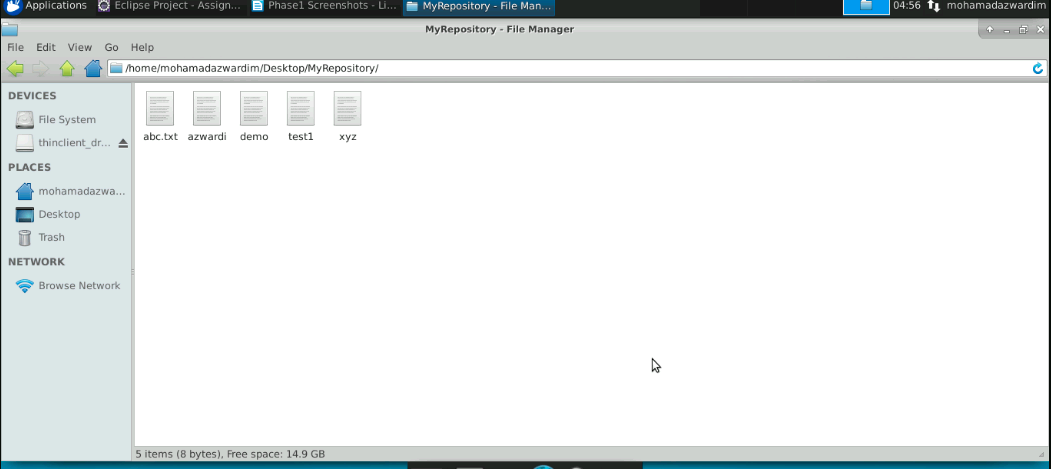 Applications Eclipse Project - Assign... Phase1 Screenshots - Li... MyRepository - File Man... 04:56 mohamadazwardim
MyRepository - File Manager
File Edit View Go Help
/home/mohamadazwardim/Desktop/MyRepository/
DEVICES
File System
thinclient_dr...
PLACES
mohamadazwa...
Desktop
Trash
NETWORK
Browse Network
abc.txt azwardi demo test1 xyz
5 items (8 bytes), Free space: 14.9 GB